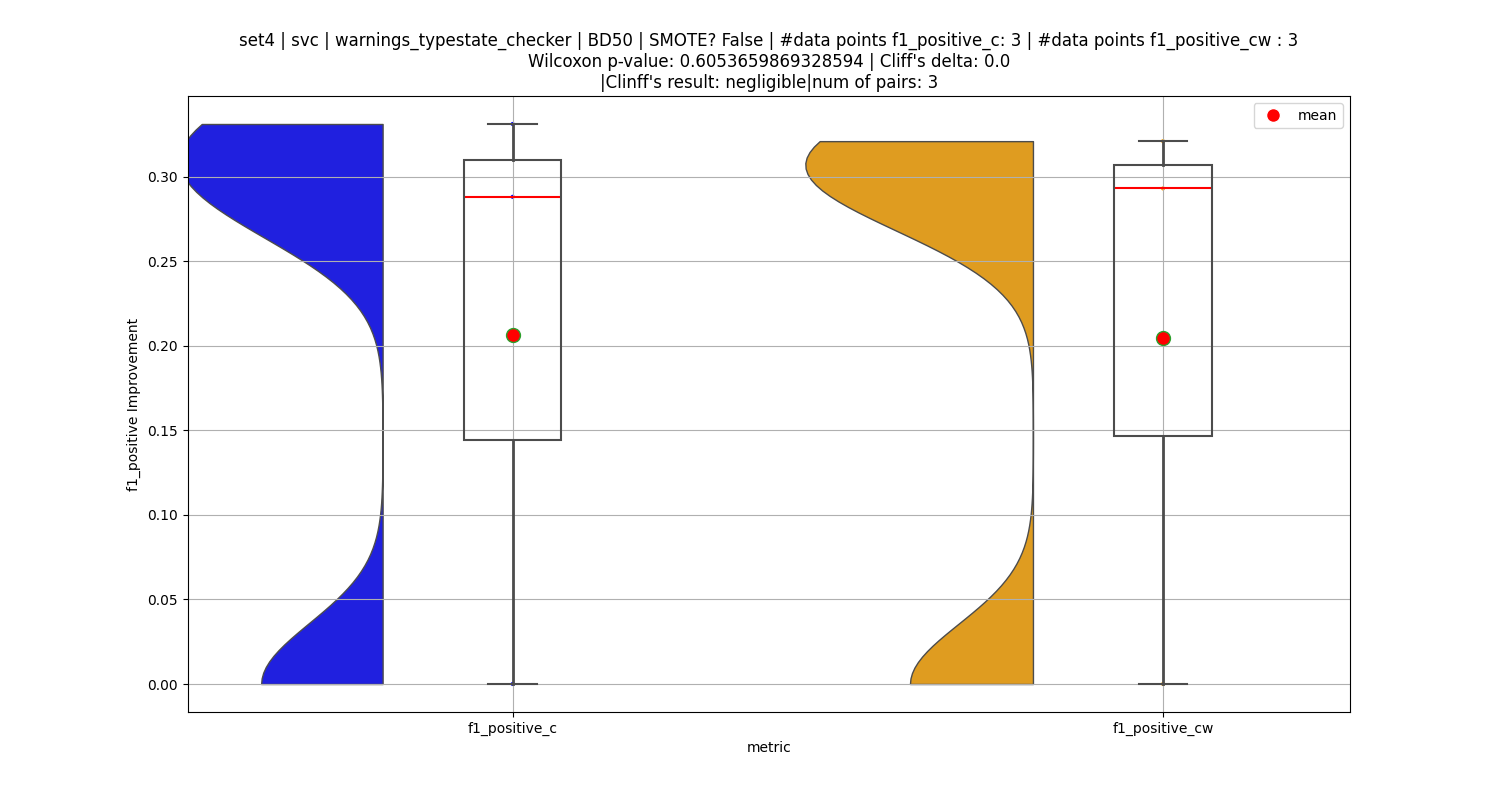 set4 | svc | warnings_typestate_checker | BD50 | SMOTE? False | #data points f1_positive_c: 3 | #data points f1_positive_cw : 3
Wilcoxon p-value: 0.6053659869328594 | Cliff's delta: 0.0
|Clinff's result: negligible|num of pairs: 3
mean
f1_positive Improvement
0.30
0.25
0.20
0.15
0.10
0.05
0.00
f1_positive_c
f1_positive_cw
metric